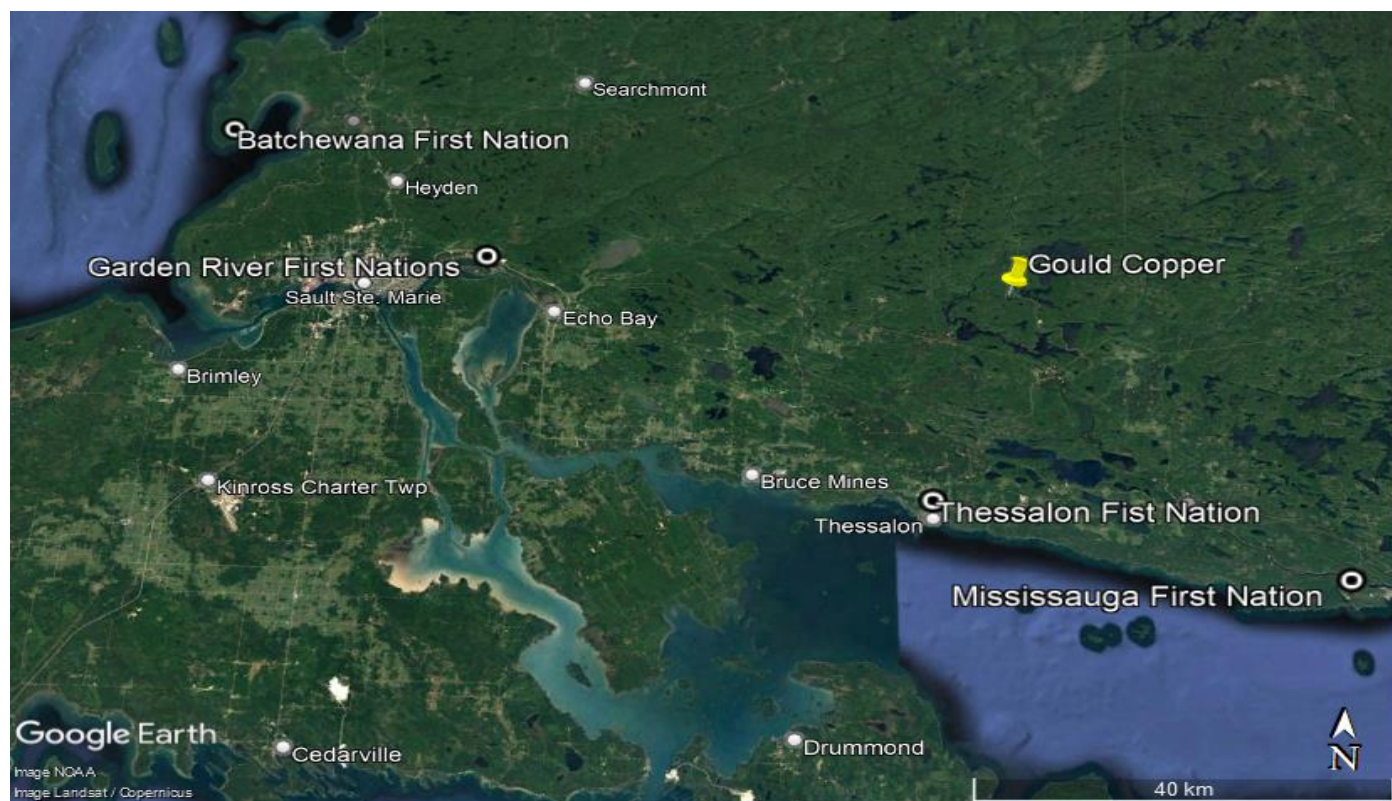 Searchmont
Batchewana First Nation
Heyden
Gould Copper
Garden River First Nations
Sault Ste. Marie
Echo Bay
Brimley
Bruce Mines
Kinross Charter Twp
Thessalon Fist Nation
Thessalon
Mississauga First Nation
Google Earth
Cedarville
Drummond
N
Image NOAA
Image Landsat / Copernicus
40 km